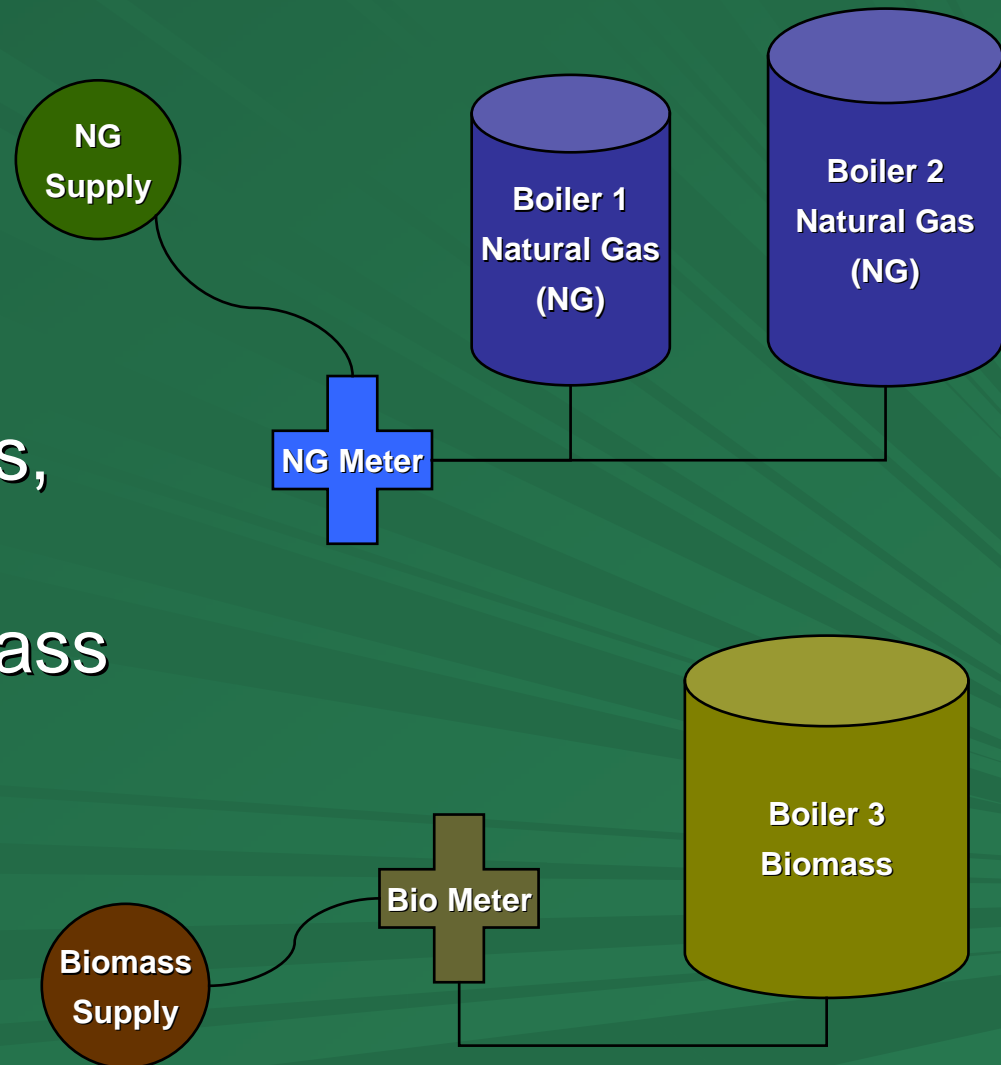 NG
Supply
Boiler 1
Natural Gas
(NG)
Boiler 2
Natural Gas
(NG)
s,
NG Meter
ass
Boiler 3
Biomass
Bio Meter
Biomass
Supply